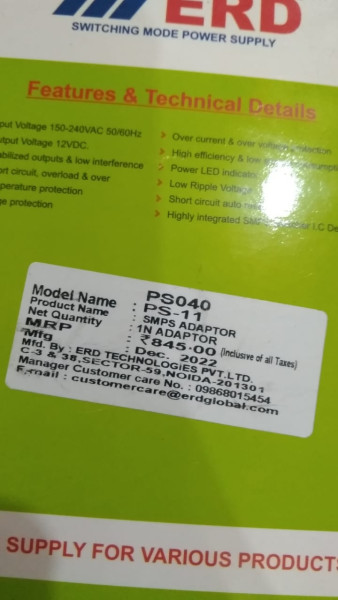 ERD
SWITCHING MODE POWER SUPPLY
Features & Technical Details
Voltage 150-240VAC 50/60Hz
Voltage 12VDC.
outputs & low interference
circuit, overload & over
protection
protection
> Over current & over voltage protection
> High efficiency & low
> Power LED indicator
> Low Ripple Voltage
> Short circuit auto
> Highly integrated I.C
Model Name : PS040
Product Name : PS-11
Net Quantity : SMPS ADAPTOR
: 1N ADAPTOR
MRP : ₹845.00 (Inclusive of all Taxes)
Mfg : Dec. 2022
Mfd. By : ERD TECHNOLOGIES PVT.LTD.
C-3 & 38, SECTOR-59, NOIDA-201301
Manager Customer care No. : 09868015454
E.mail : customercare@erdglobal.com
SUPPLY FOR VARIOUS